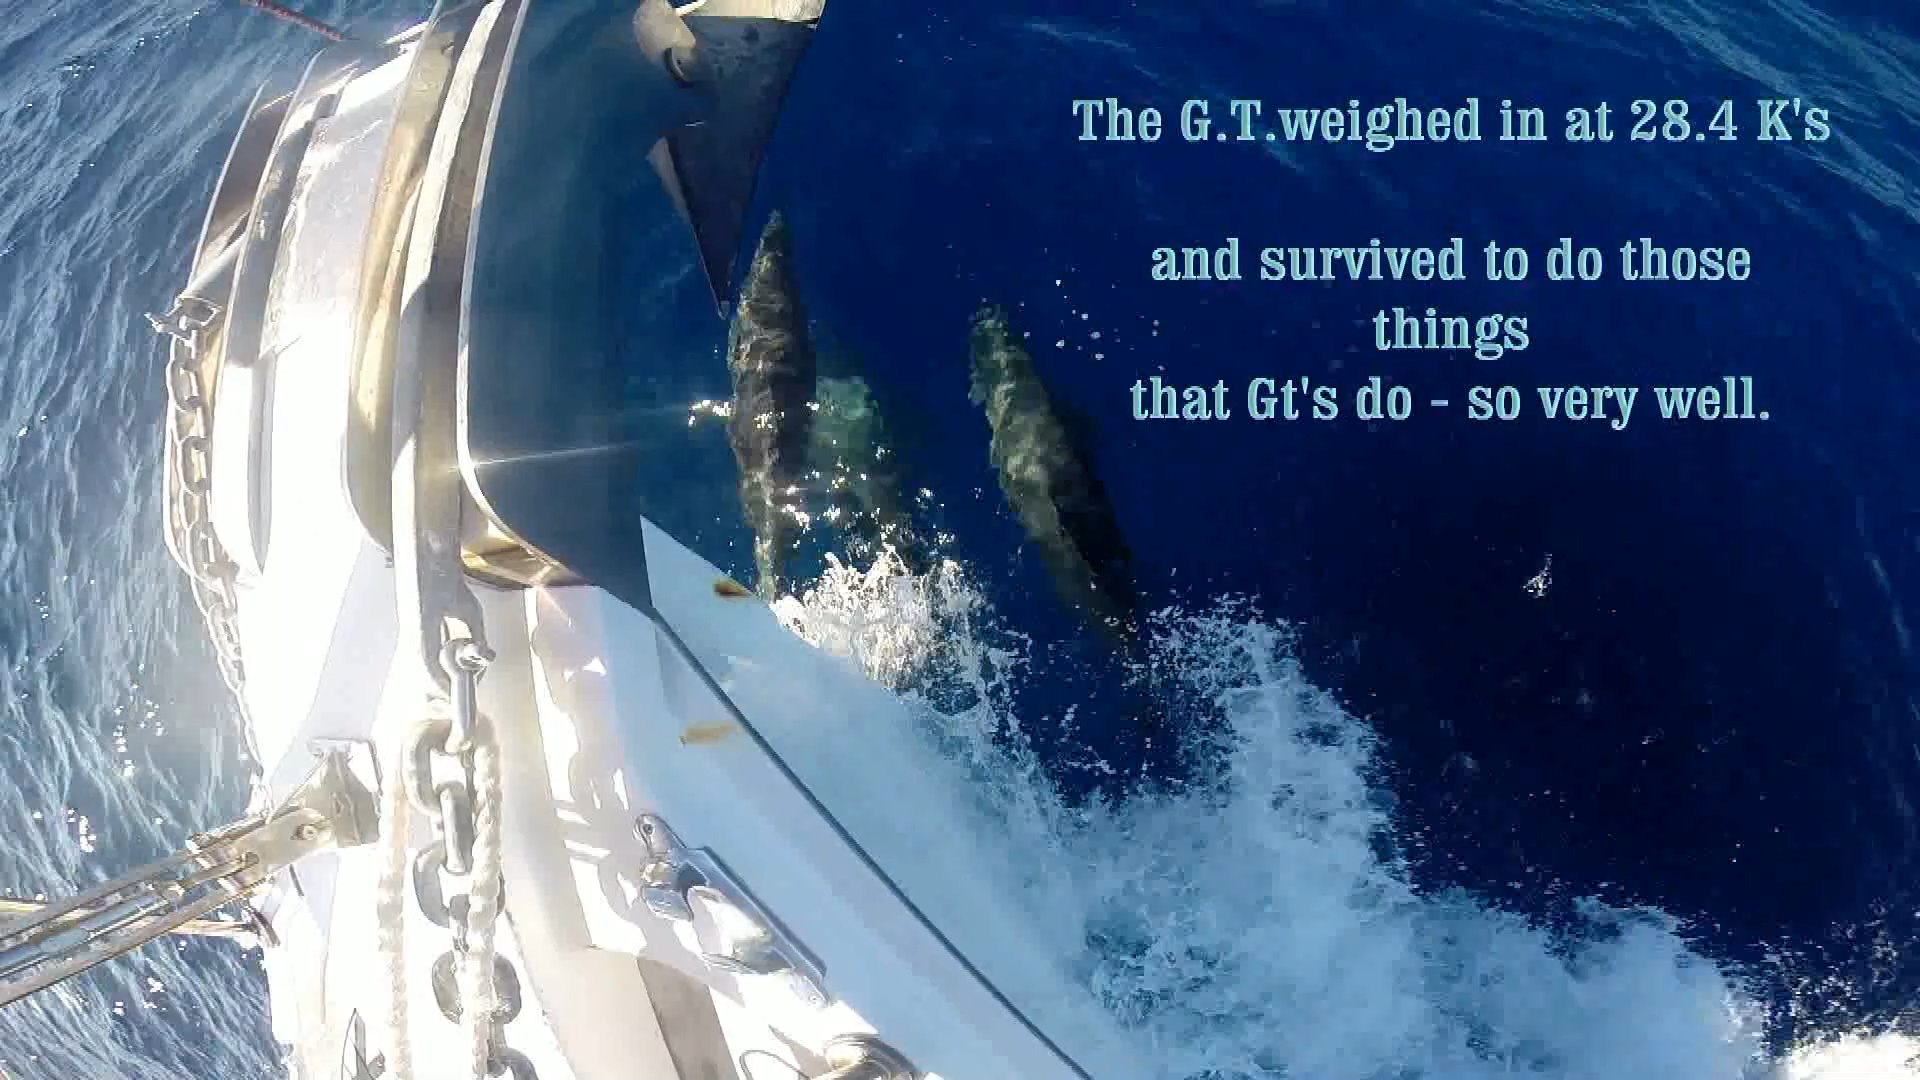 The G.T.weighed in at 28.4 K's
and survived to do those
things
that Gt's do - so very well.